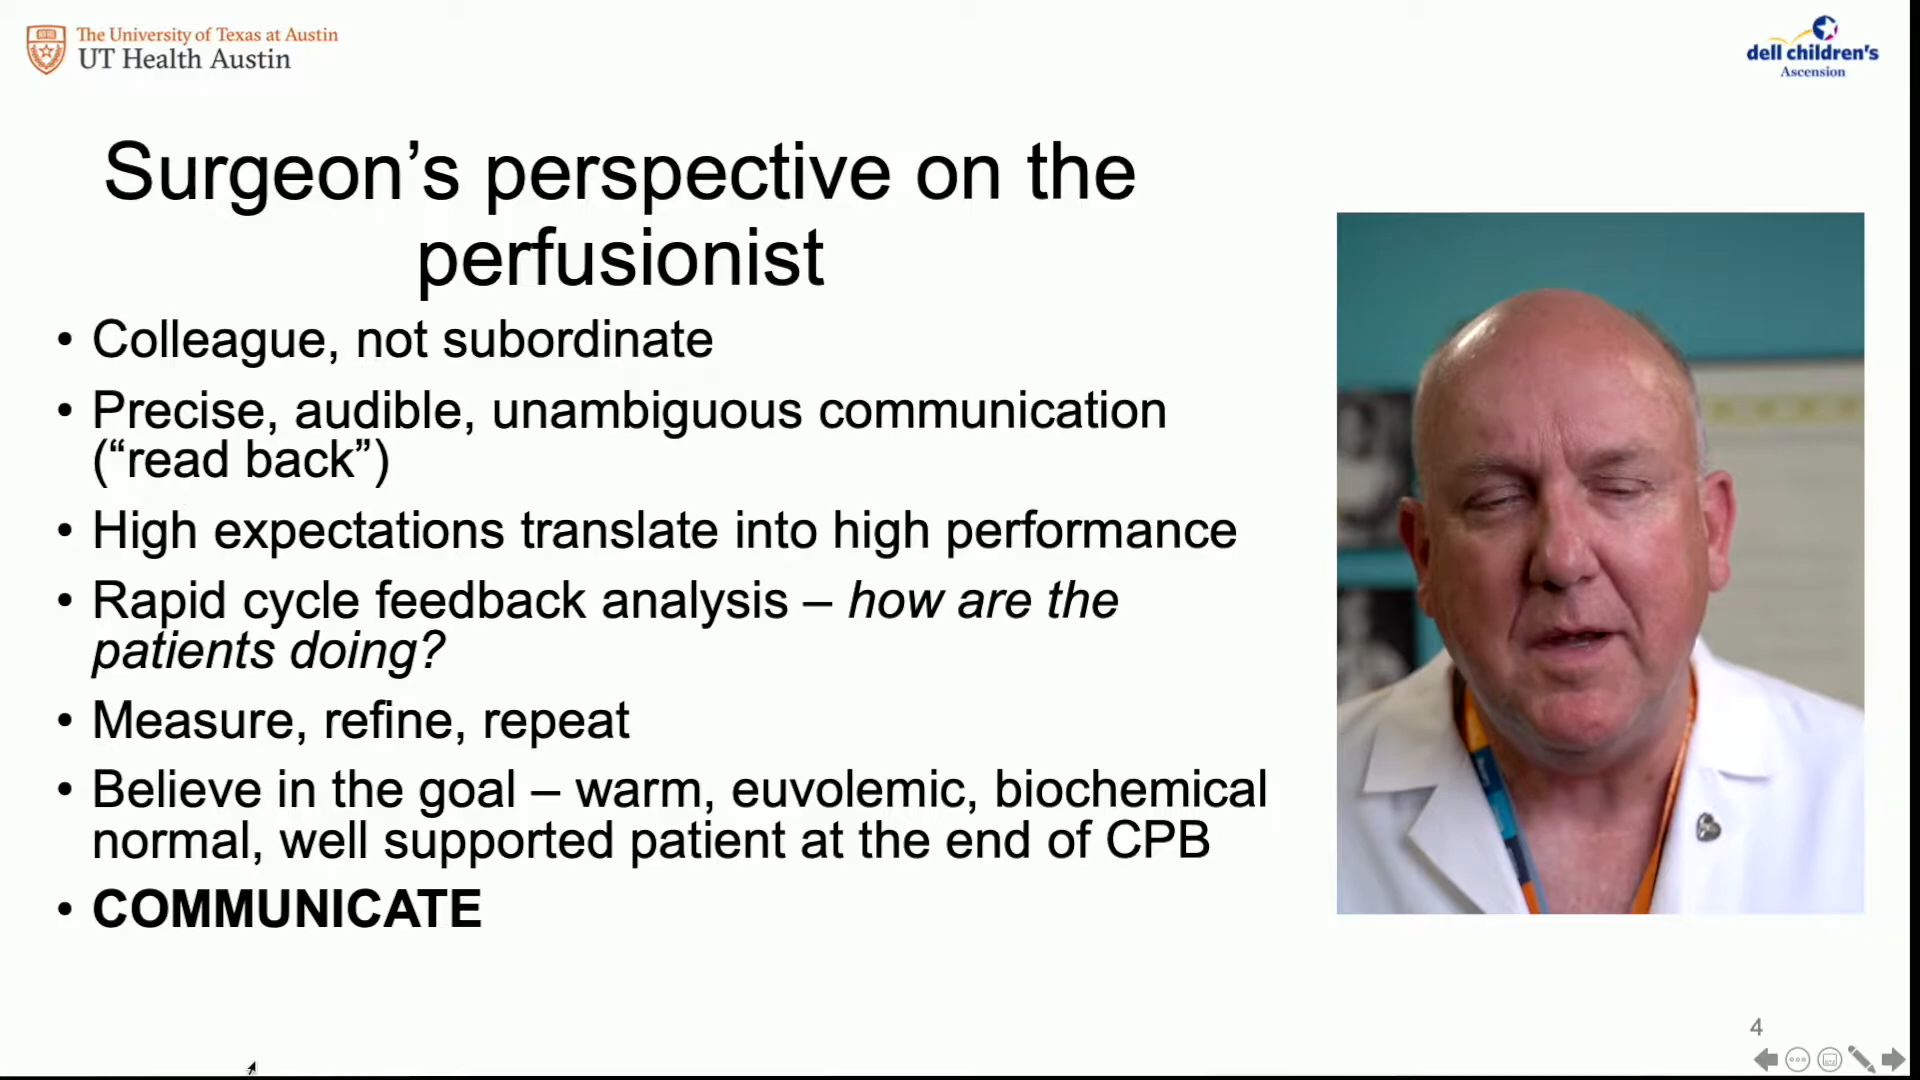 The University of Texas at Austin
UT Health Austin
dell children's
Ascension
Surgeon’s perspective on the
perfusionist
• Colleague, not subordinate
• Precise, audible, unambiguous communication
(“read back”)
• High expectations translate into high performance
• Rapid cycle feedback analysis – how are the
patients doing?
• Measure, refine, repeat
• Believe in the goal – warm, euvolemic, biochemical
normal, well supported patient at the end of CPB
• COMMUNICATE
4